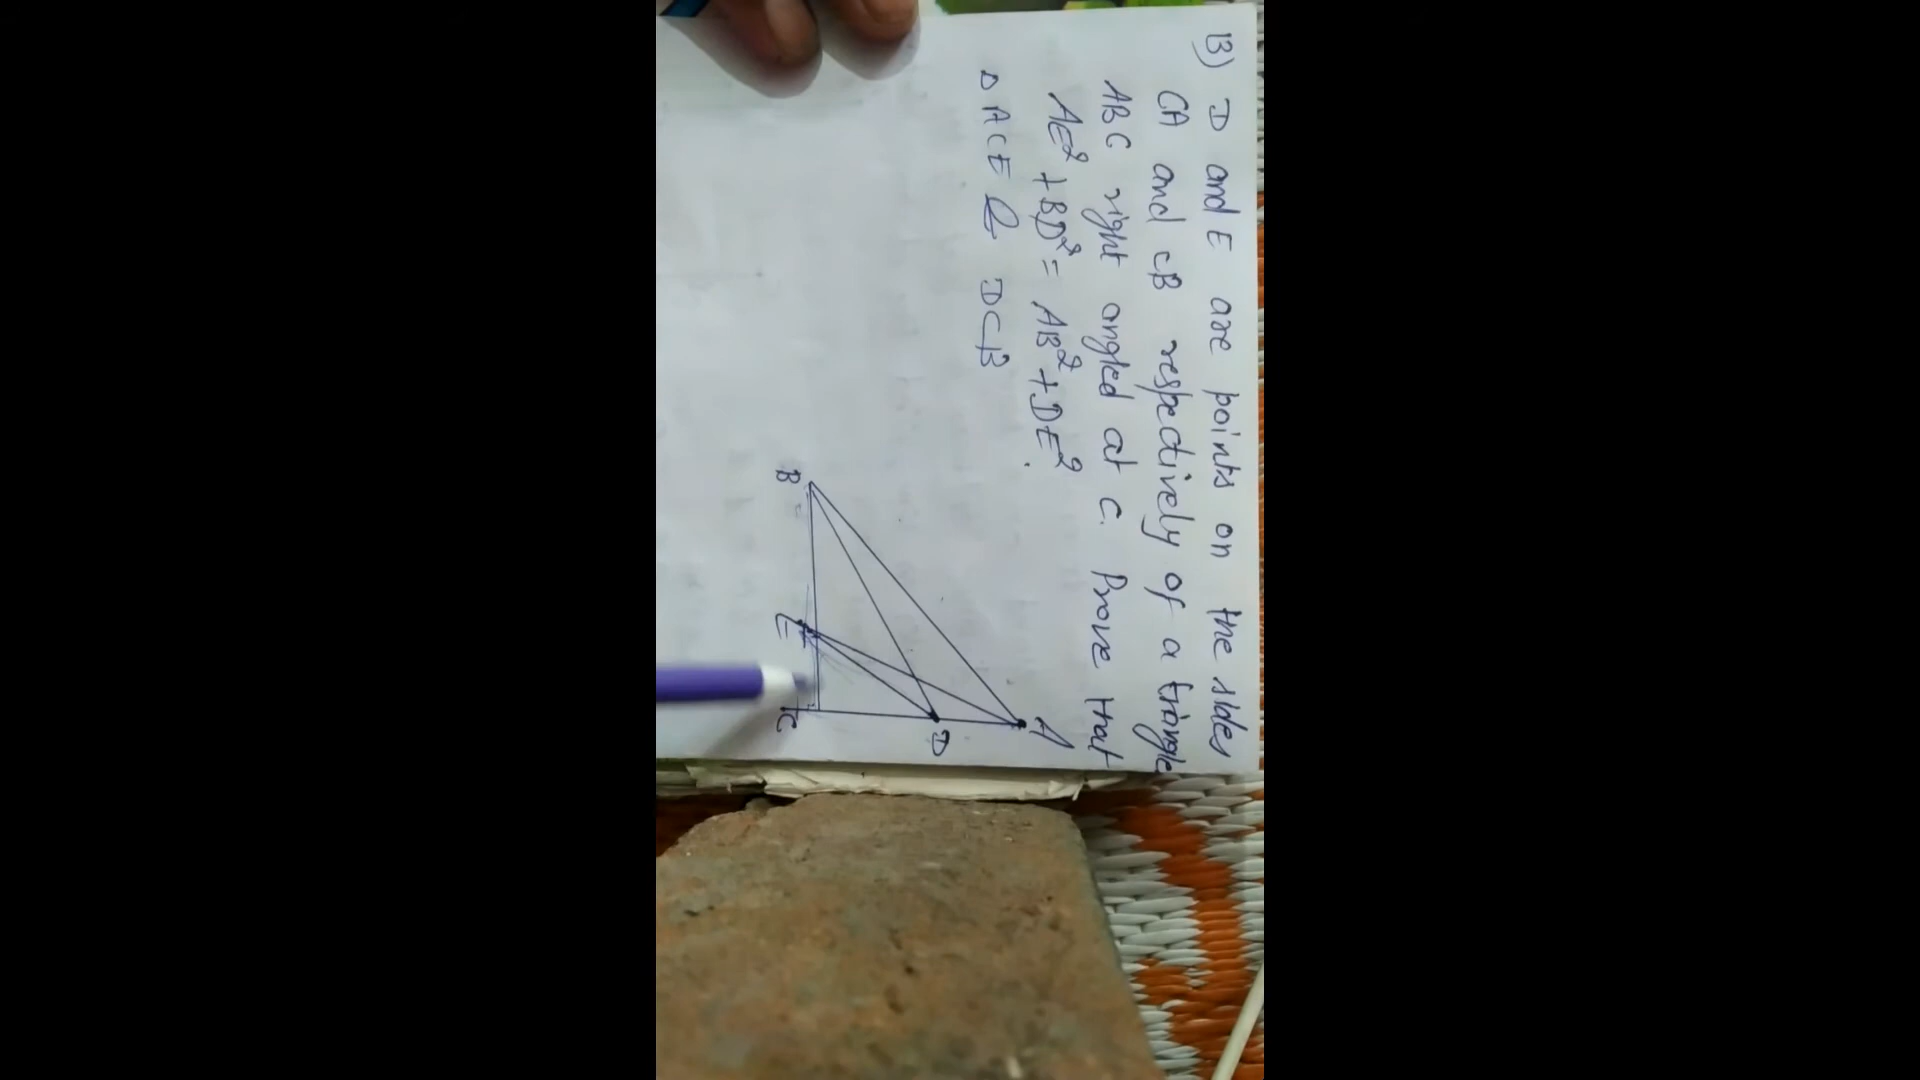 13) D and E are points on the sides
CA and CB respectively of a triangle
ABC right angled at C. Prove that
AE² + BD² = AB² + DE².
△ ACE & DCB
A
B
D
E
C